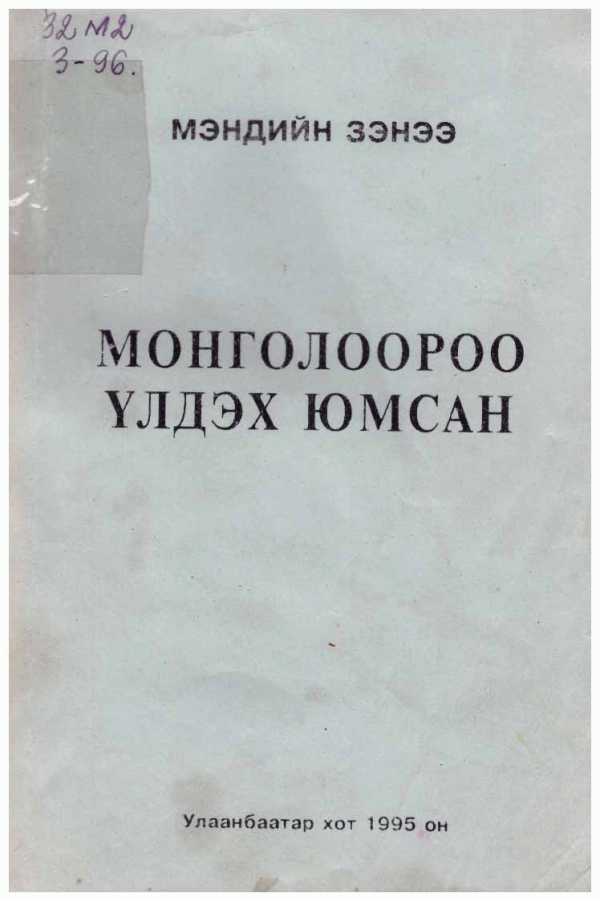 32 м2
З-96.
МЭНДИЙН ЗЭНЭЭ
МОНГОЛООРОО
ҮЛДЭХ ЮМСАН
Улаанбаатар хот 1995 он